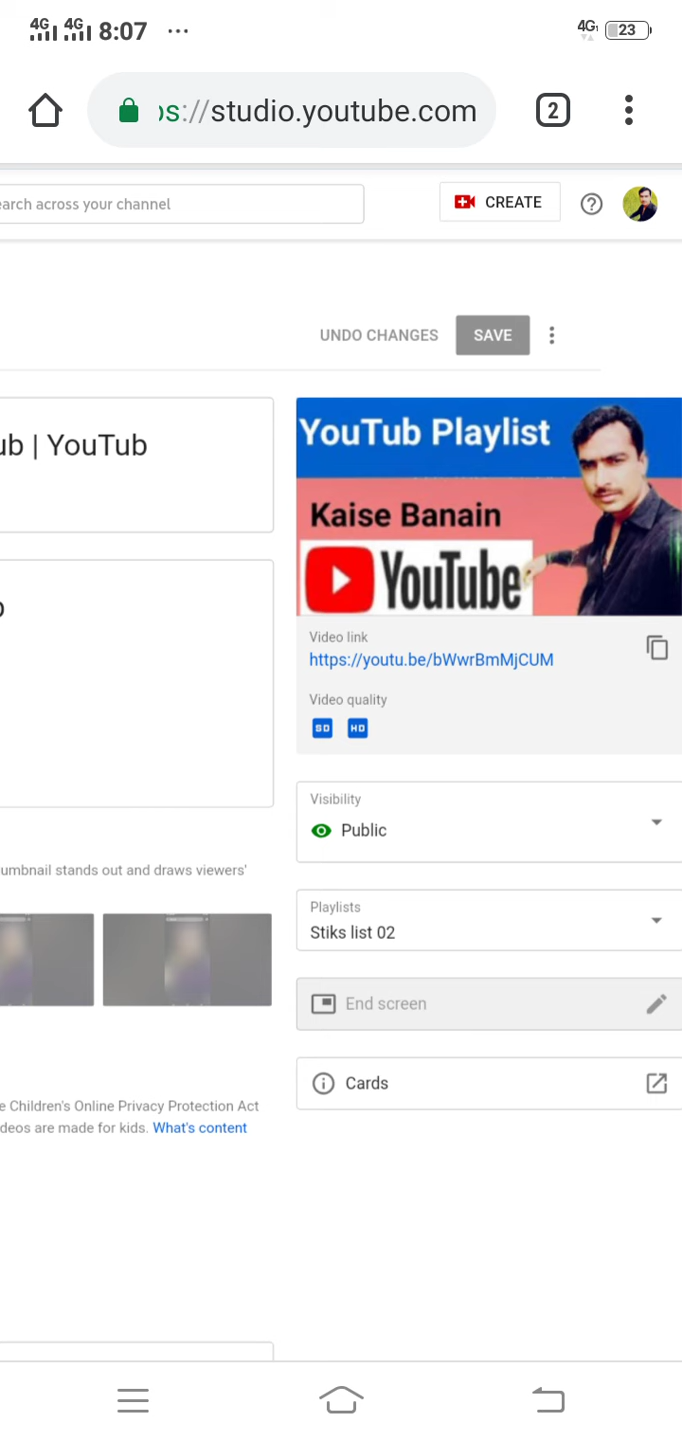 4G 4G 8:07 ... 4G 23
s://studio.youtube.com 2
earch across your channel
CREATE
UNDO CHANGES SAVE
ub | YouTub
YouTub Playlist
Kaise Banain
YouTube
Video link
https://youtu.be/bWwrBmMjCUM
Video quality
SD HD
Visibility
Public
umbnail stands out and draws viewers'
Playlists
Stiks list 02
End screen
Cards
e Children's Online Privacy Protection Act
deos are made for kids. What's content